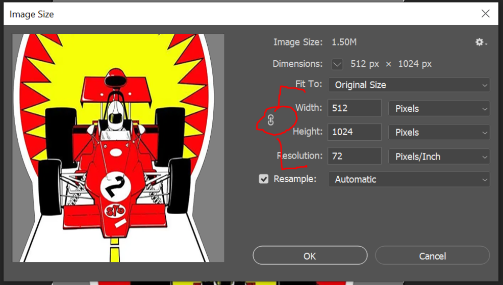 Image Size
Image Size: 1.50M
Dimensions: 512 px × 1024 px
Fit To: Original Size
Width: 512 Pixels
Height: 1024 Pixels
Resolution: 72 Pixels/Inch
Resample: Automatic
2
STP
OK Cancel